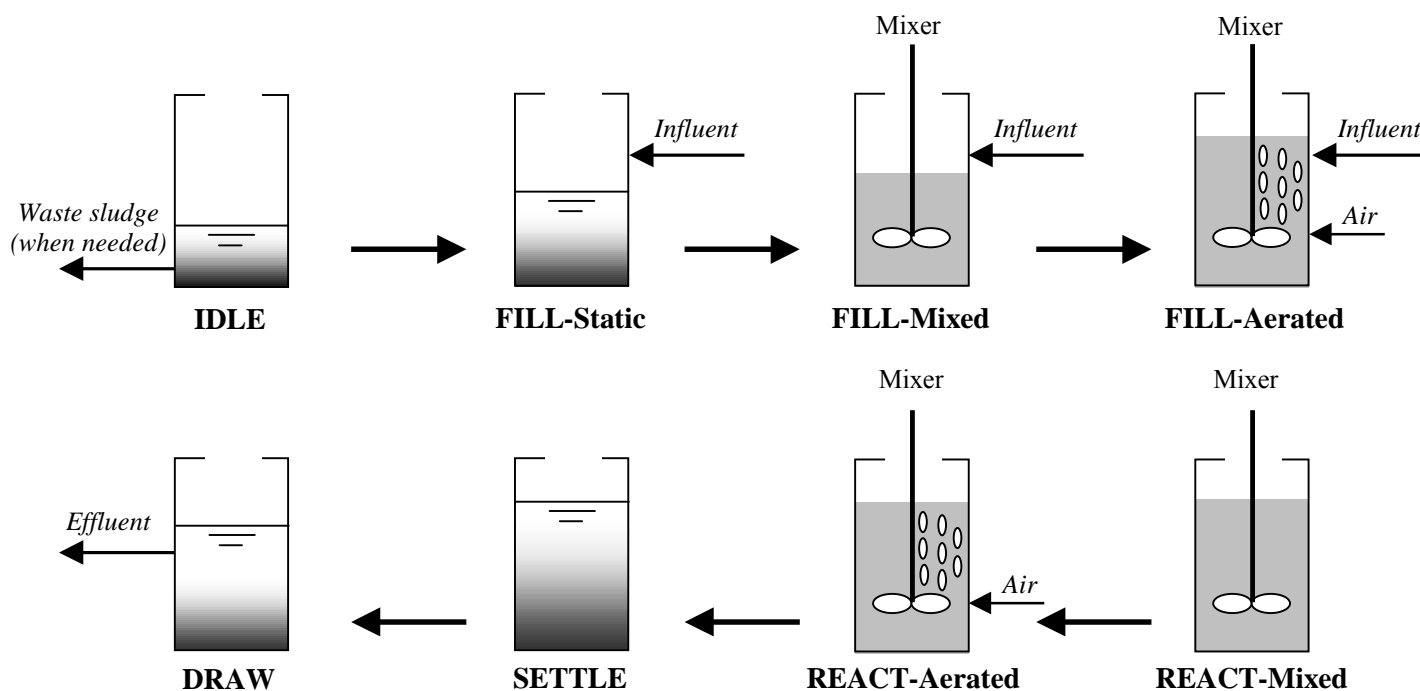 Mixer
Mixer
Influent
Influent
Influent
Waste sludge
(when needed)
Air
IDLE
FILL-Static
FILL-Mixed
FILL-Aerated
Mixer
Mixer
Effluent
Air
DRAW
SETTLE
REACT-Aerated
REACT-Mixed